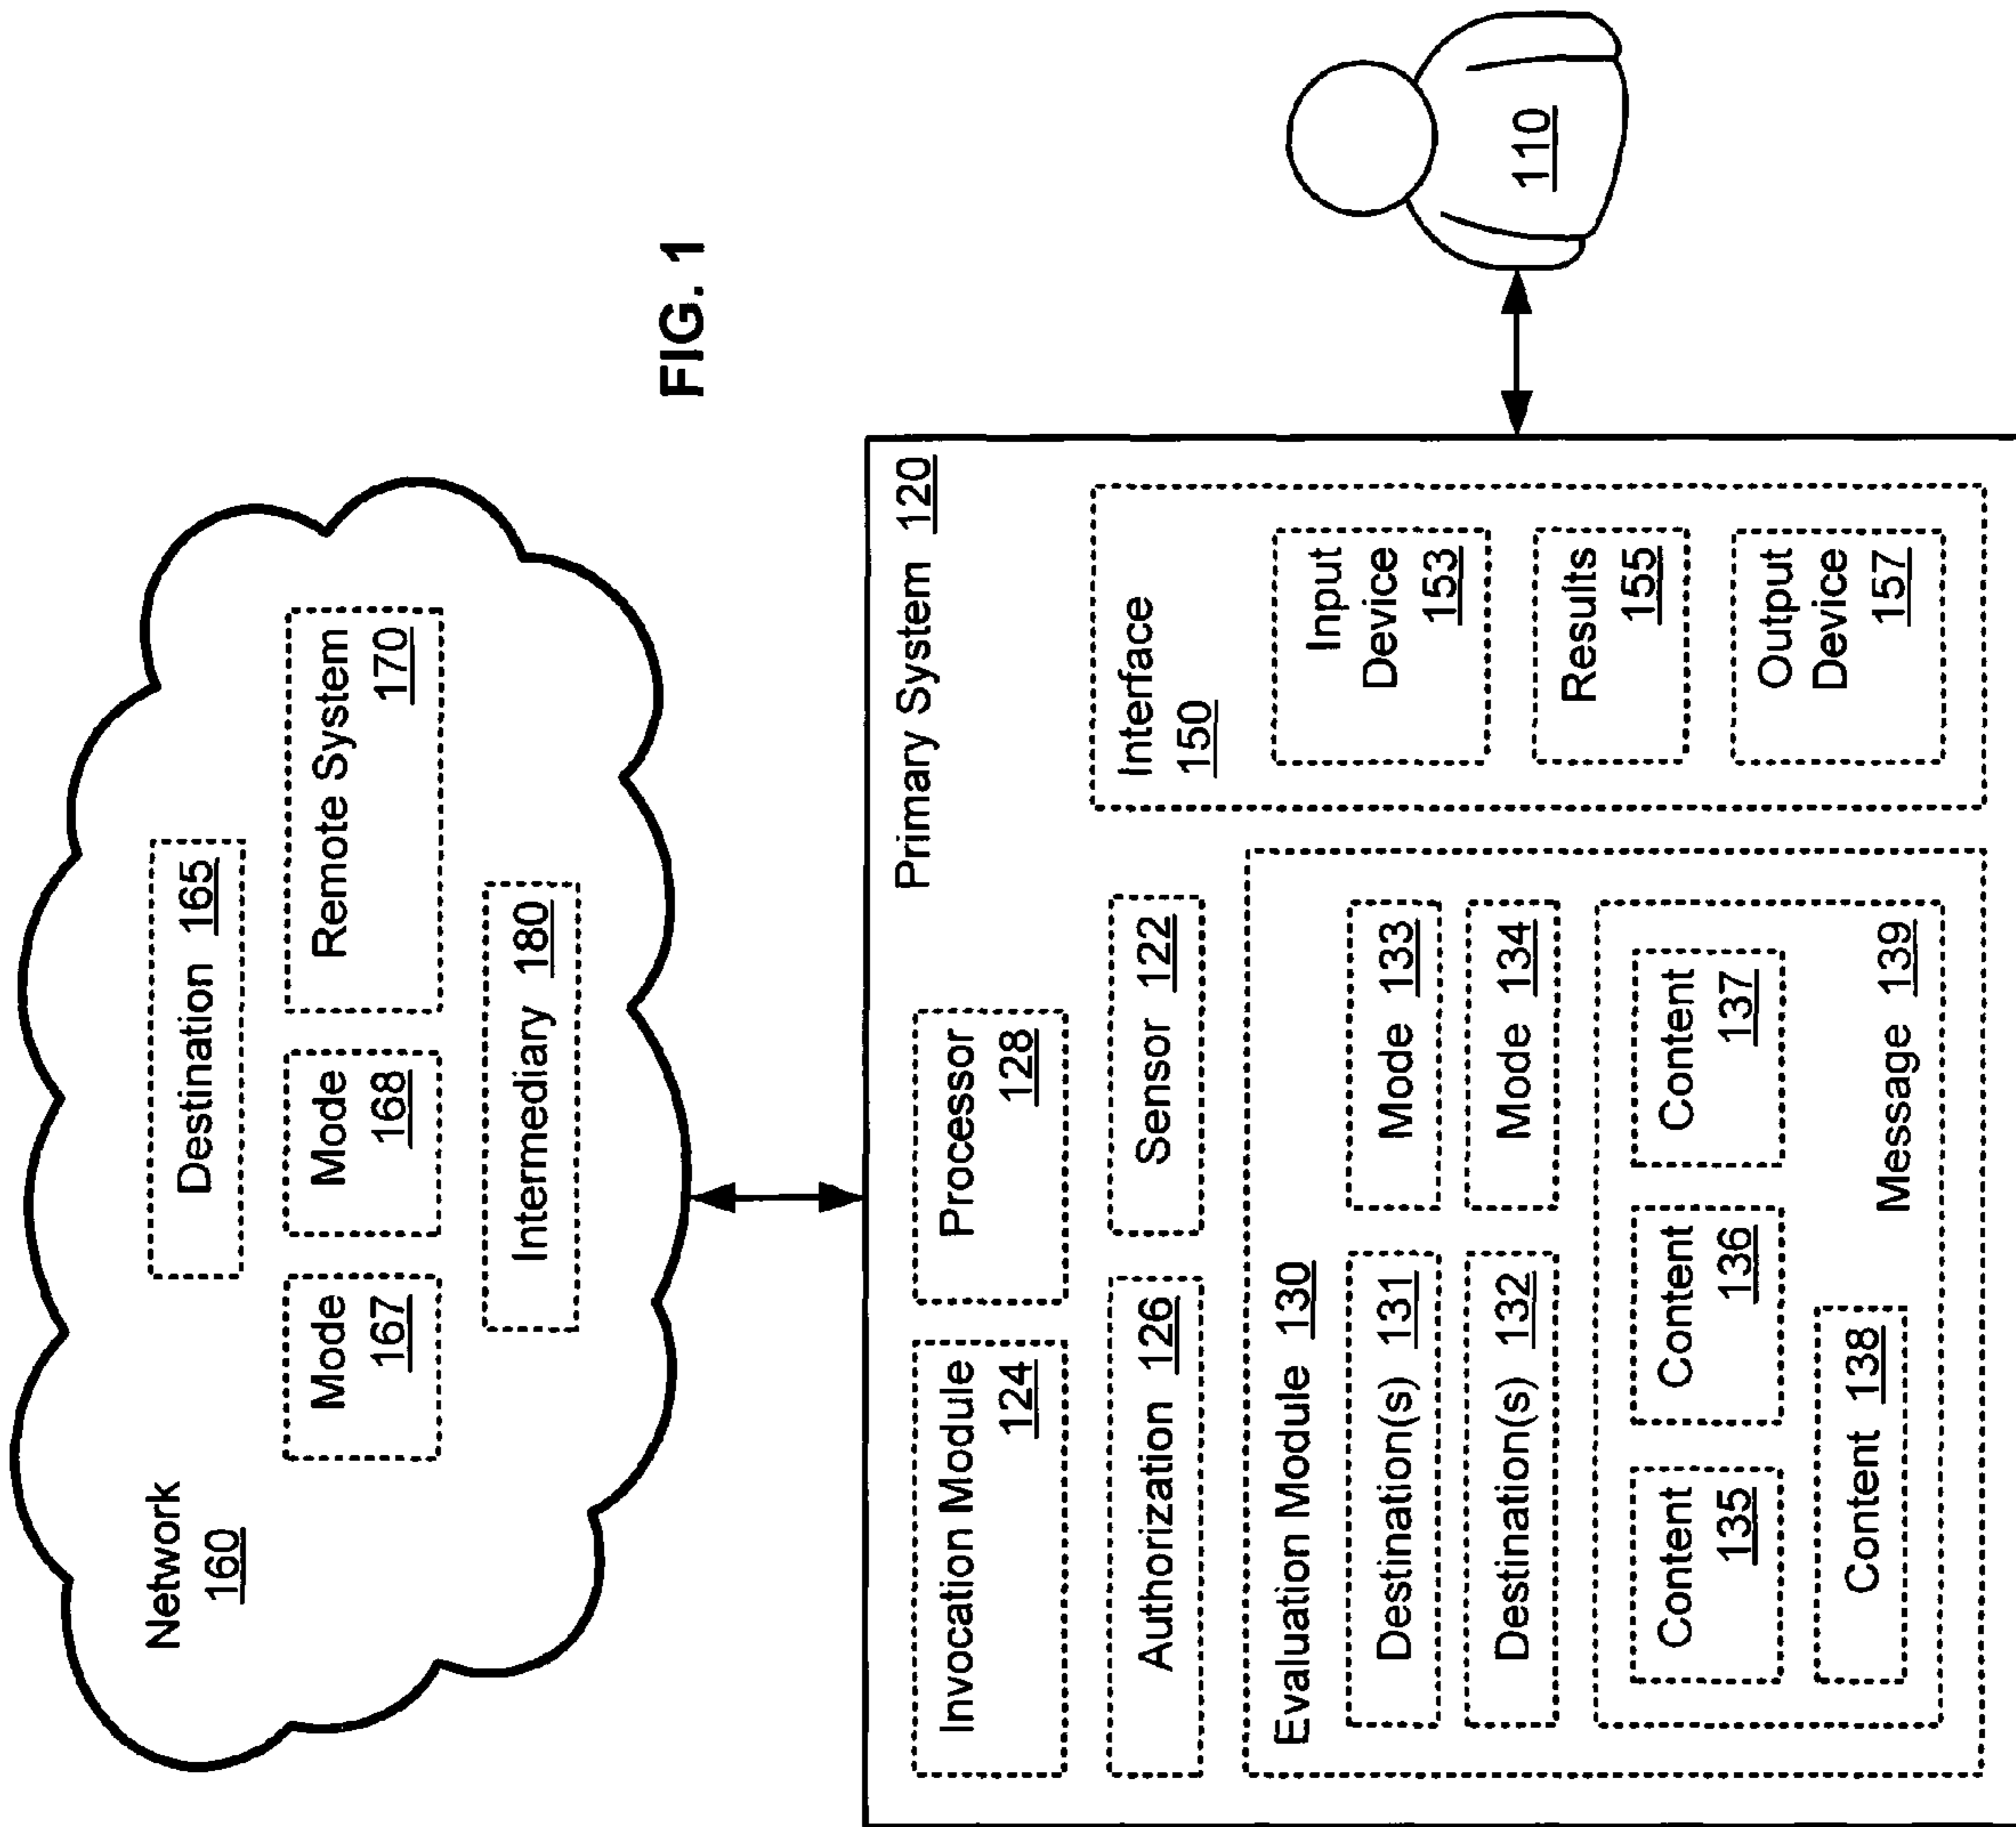 Network
160
Destination 165
Mode
167
Mode
168
Remote System
170
Intermediary 180
FIG. 1
Primary System 120
Invocation Module
124
Processor
128
Authorization 126
Sensor 122
Evaluation Module 130
Destination(s) 131
Mode 133
Destination(s) 132
Mode 134
Content
135
Content
136
Content
137
Content 138
Message 139
Interface
150
Input
Device
153
Results
155
Output
Device
157
110